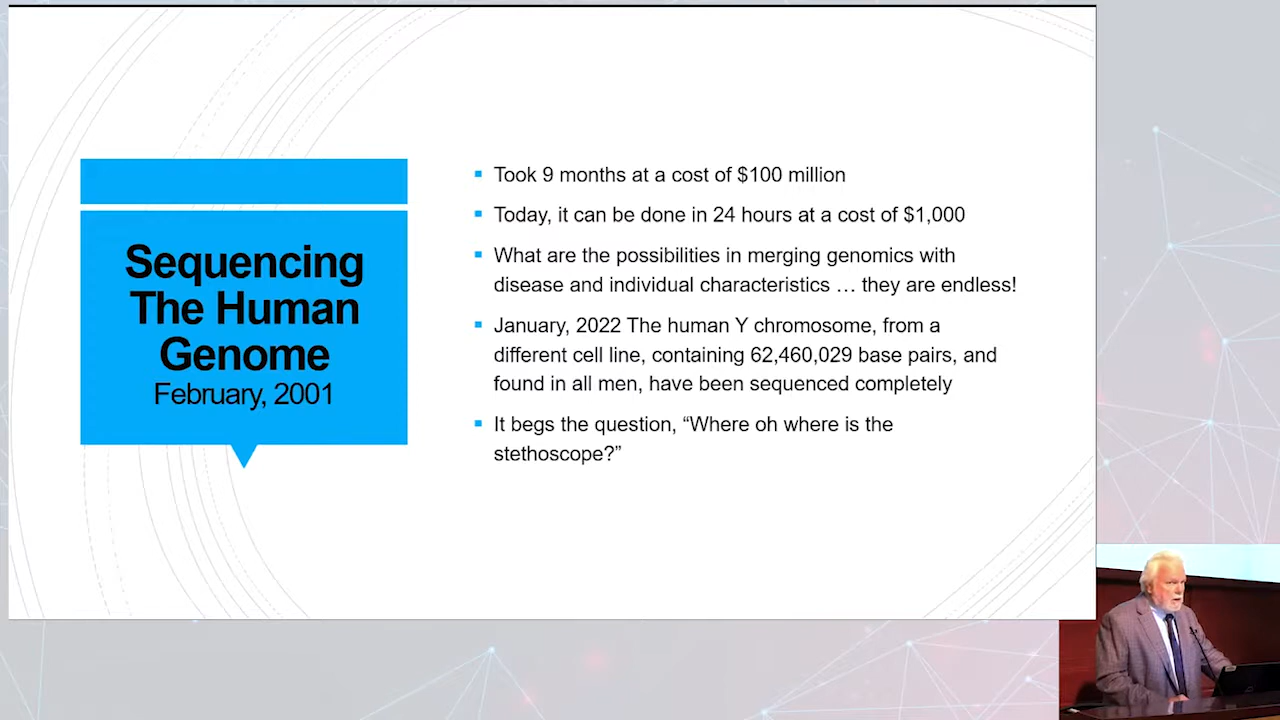 Sequencing
The Human
Genome
February, 2001
Took 9 months at a cost of $100 million
Today, it can be done in 24 hours at a cost of $1,000
What are the possibilities in merging genomics with
disease and individual characteristics … they are endless!
January, 2022 The human Y chromosome, from a
different cell line, containing 62,460,029 base pairs, and
found in all men, have been sequenced completely
It begs the question, “Where oh where is the
stethoscope?”